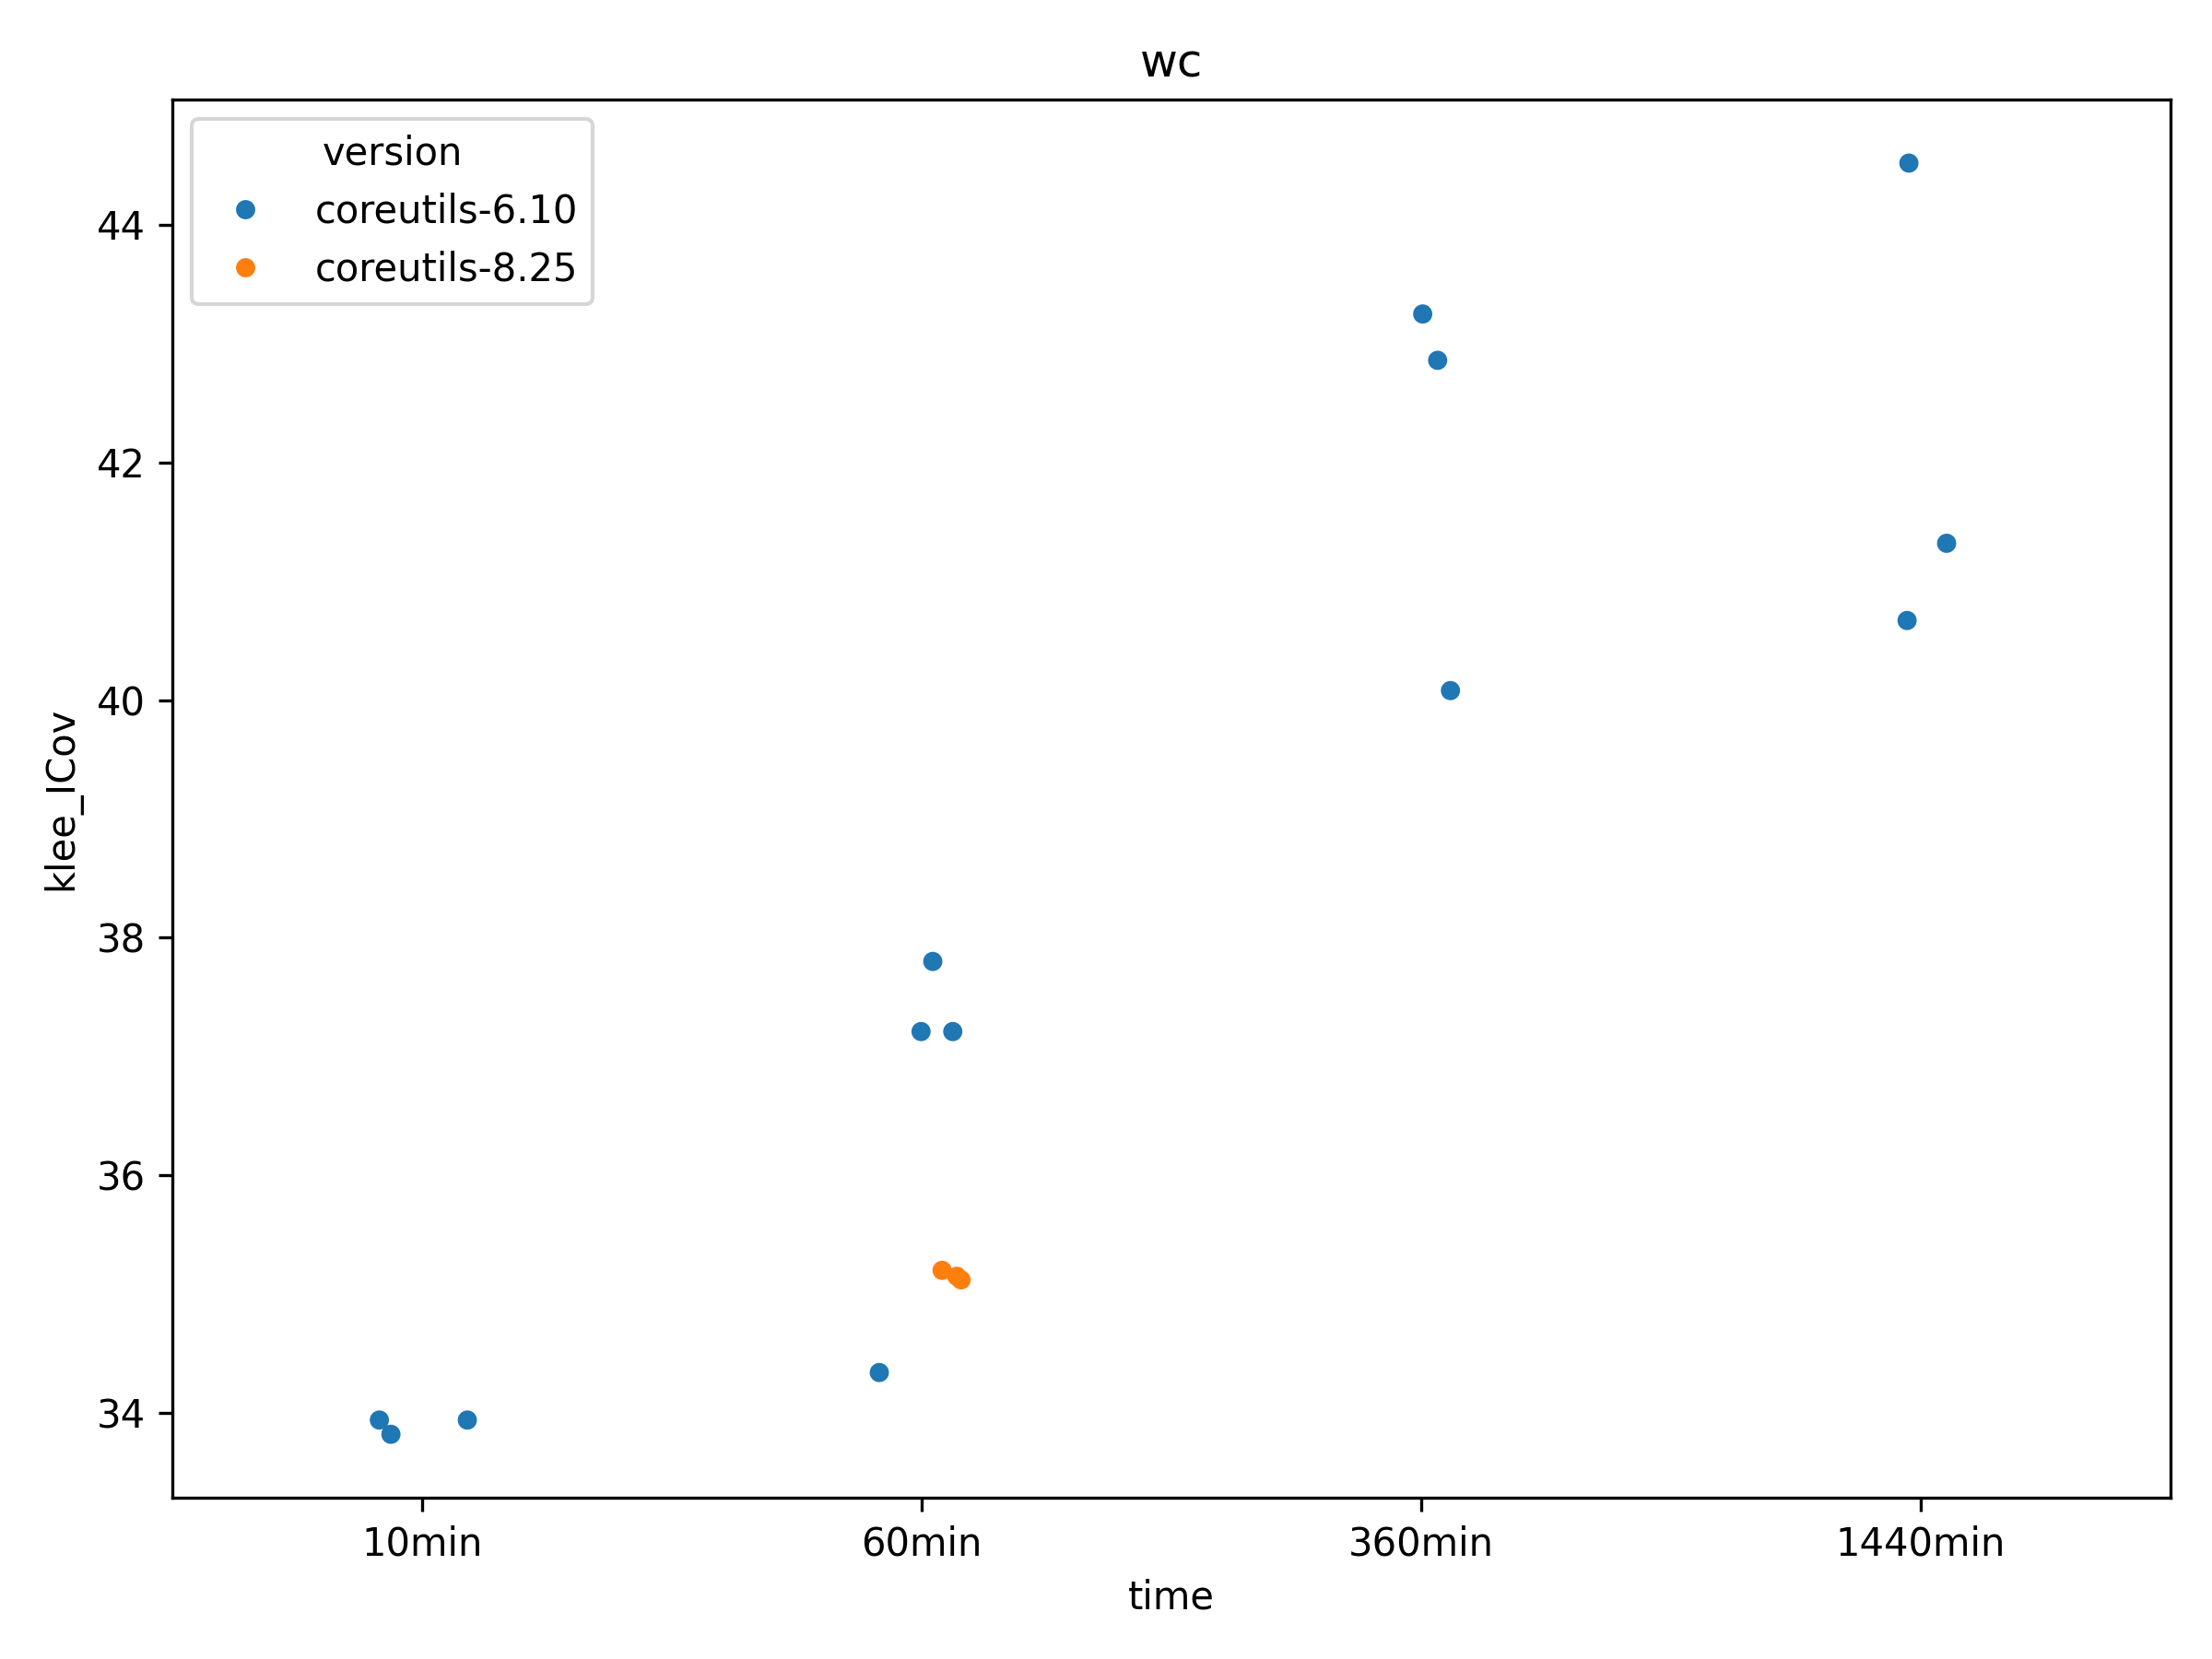 wc
version
coreutils-6.10
coreutils-8.25
44
42
40
38
36
34
klee_ICov
10min
60min
360min
1440min
time